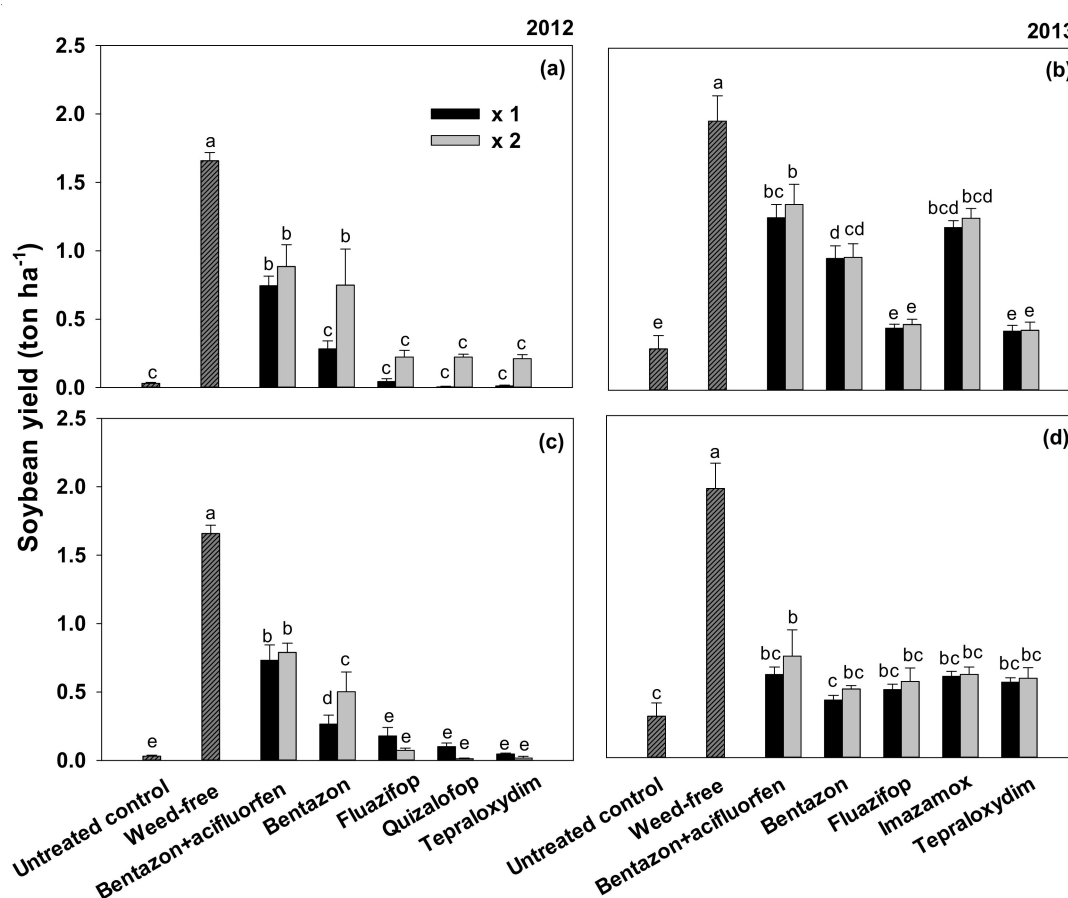 2012
2013
(a)
(b)
2.5
2.0
1.5
1.0
0.5
0.0
x 1
x 2
c
a
b
b
c
b
c
c
c
c
c
c
e
a
bc
b
d
cd
e
e
bcd
bcd
e
e
Soybean yield (ton ha-1)
(c)
(d)
2.5
2.0
1.5
1.0
0.5
0.0
e
a
b
b
d
c
e
e
e
e
e
e
c
a
bc
b
c
bc
bc
bc
bc
bc
bc
bc
Untreated control
Weed-free
Bentazon+acifluorfen
Bentazon
Fluazifop
Quizalofop
Tepraloxydim
Untreated control
Weed-free
Bentazon+acifluorfen
Bentazon
Fluazifop
Imazamox
Tepraloxydim